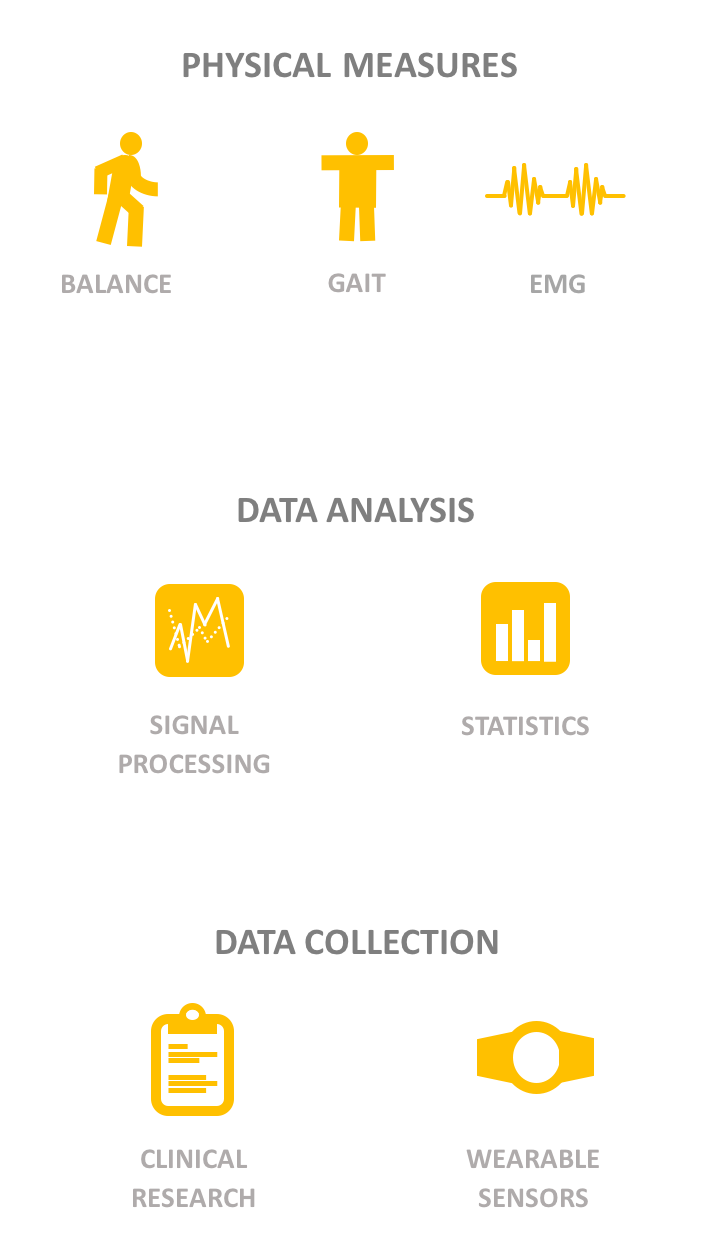 PHYSICAL MEASURES
BALANCE
GAIT
EMG
DATA ANALYSIS
SIGNAL
PROCESSING
STATISTICS
DATA COLLECTION
CLINICAL
RESEARCH
WEARABLE
SENSORS